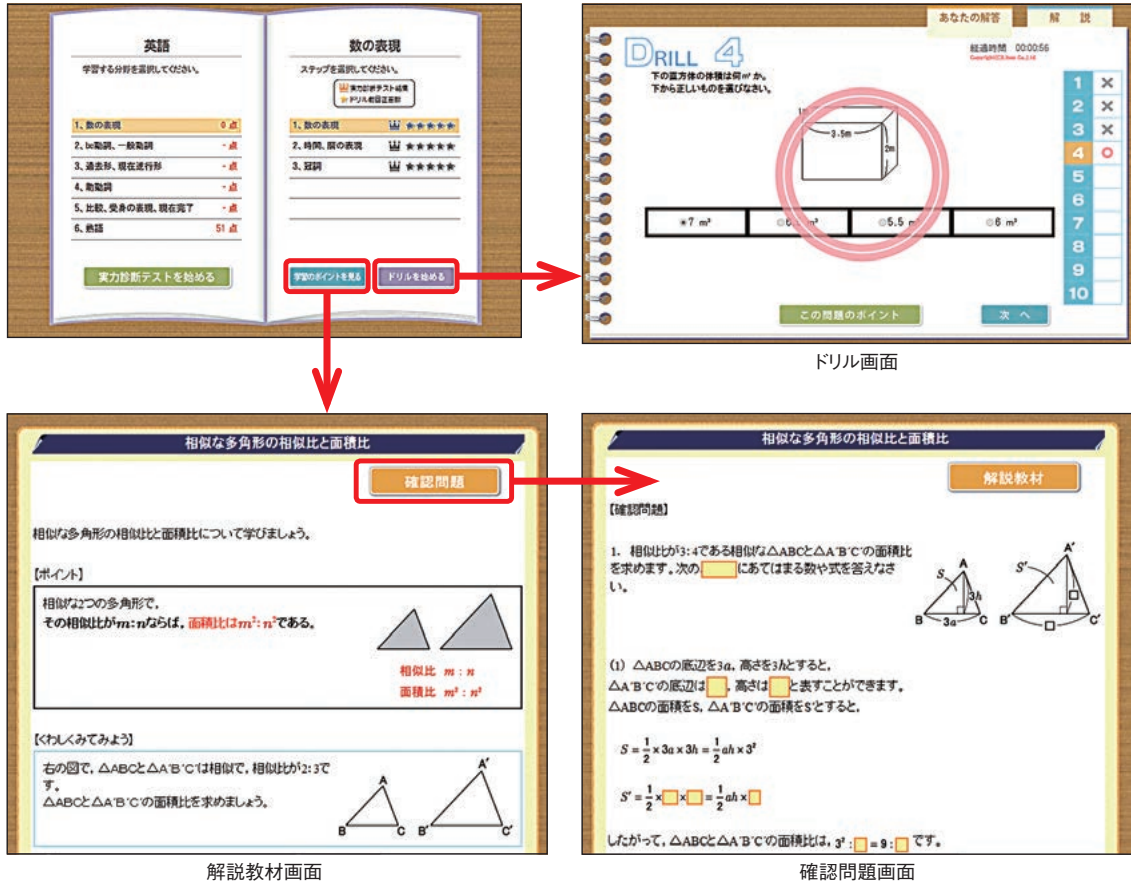 英語
学習する分野を選択してください。
1、数の表現 0 点
2、be動詞、一般動詞 - 点
3、過去形、現在進行形 - 点
4、助動詞 - 点
5、比較、受身の表現、現在完了 - 点
6、熟語 51 点
実力診断テストを始める
数の表現
ステップを選択してください。
実力診断テスト結果
ドリル前回正答数
1、数の表現 ★★★★★
2、時間、暦の表現 ★★★★★
3、冠詞 ★★★★★
学習のポイントを見る
ドリルを始める
あなたの解答
解 説
DRILL 4
経過時間 00:00:56
下の直方体の体積は何m³か。
下から正しいものを選びなさい。
3.5m
2m
7 m³
5.5 m³
6 m³
1 ×
2 ×
3 ×
4 ○
5
6
7
8
9
10
この問題のポイント
次 へ
ドリル画面
相似な多角形の相似比と面積比
確認問題
相似な多角形の相似比と面積比について学びましょう。
【ポイント】
相似な2つの多角形で、
その相似比がm:nならば、面積比はm²:n²である。
相似比 m : n
面積比 m² : n²
【くわしくみてみよう】
右の図で、△ABCと△A'B'C'は相似で、相似比が2:3で
す。
△ABCと△A'B'C'の面積比を求めましょう。
A
B
C
A'
B'
C'
解説教材画面
相似な多角形の相似比と面積比
解説教材
【確認問題】
1. 相似比が3:4である相似な△ABCと△A'B'C'の面積比
を求めます。次の にあてはまる数や式を答えなさ
い。
A
S
3h
B
3a
C
A'
S'
B'
C'
(1) △ABCの底辺を3a、高さを3hとすると、
△A'B'C'の底辺は 、高さは と表すことができます。
△ABCの面積をS、△A'B'C'の面積をS'とすると、
S = 1/2 × 3a × 3h = 1/2 ah × 3²
S' = 1/2 × □ × □ = 1/2 ah × □
したがって、△ABCと△A'B'C'の面積比は、3² : □ = 9 : □ です。
確認問題画面